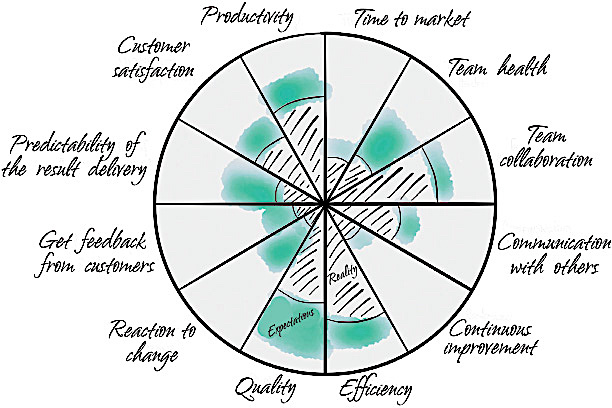 Productivity
Time to market
Customer
satisfaction
Team health
Predictability of
the result delivery
Team
collaboration
Get feedback
from customers
Communication
with others
Reality
Expectations
Reaction to
change
Continuous
improvement
Quality
Efficiency